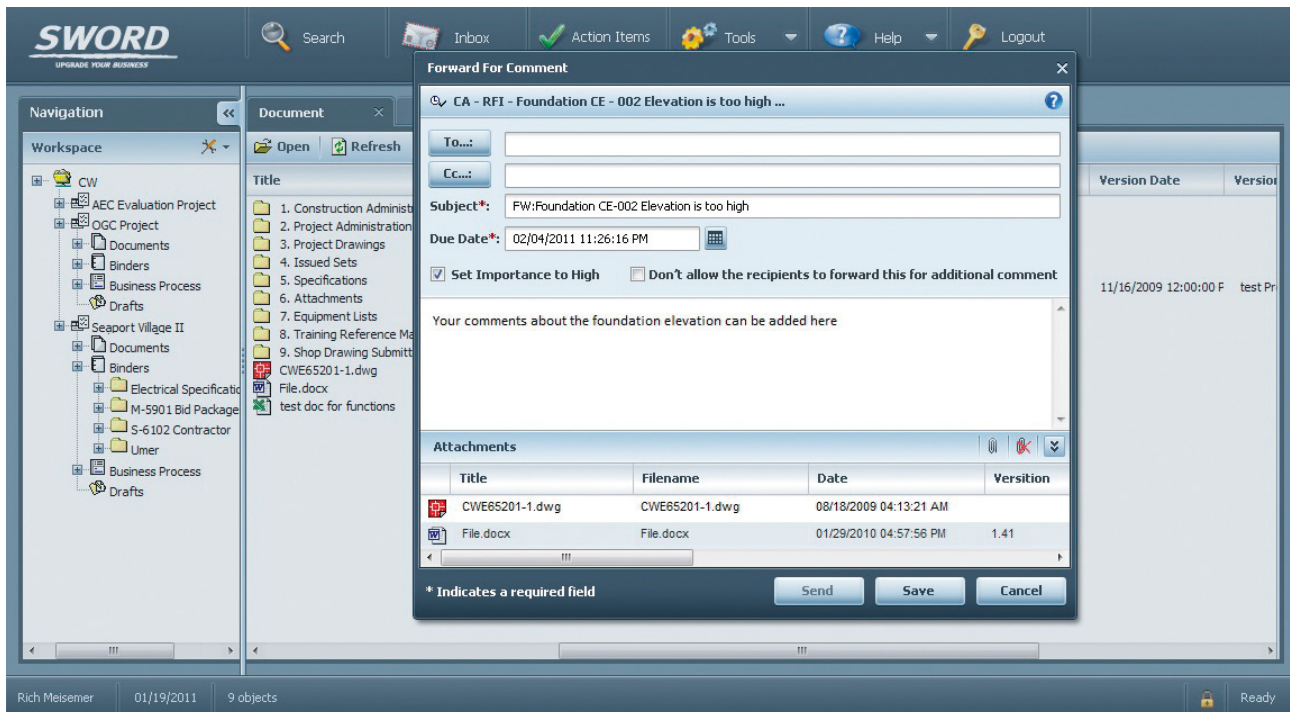 SWORD
UPGRADE YOUR BUSINESS
Search
Inbox
Action Items
Tools
Help
Logout
Forward For Comment
CA - RFI - Foundation CE - 002 Elevation is too high ...
To...:
Cc...:
Subject*: FW:Foundation CE-002 Elevation is too high
Due Date*: 02/04/2011 11:26:16 PM
Set Importance to High Don't allow the recipients to forward this for additional comment
Your comments about the foundation elevation can be added here
Attachments
Title Filename Date Versition
CWE65201-1.dwg CWE65201-1.dwg 08/18/2009 04:13:21 AM
File.docx File.docx 01/29/2010 04:57:56 PM 1.41
* Indicates a required field
Send Save Cancel
Navigation
Workspace
CW
AEC Evaluation Project
OGC Project
Documents
Binders
Business Process
Drafts
Seaport Village II
Documents
Binders
Electrical Specificatio
M-5901 Bid Package
S-6102 Contractor
Umer
Business Process
Drafts
Document
Open Refresh
Title
1. Construction Administ
2. Project Administration
3. Project Drawings
4. Issued Sets
5. Specifications
6. Attachments
7. Equipment Lists
8. Training Reference Ma
9. Shop Drawing Submitt
CWE65201-1.dwg
File.docx
test doc for functions
Version Date Version
11/16/2009 12:00:00 P test Pr
Rich Meisemer 01/19/2011 9 objects
Ready